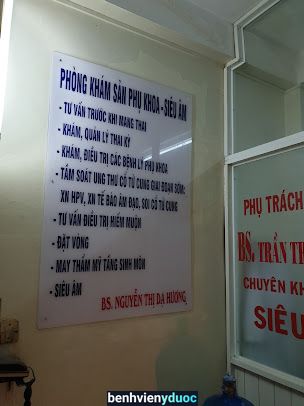 PHÒNG KHÁM SẢN PHỤ KHOA - SIÊU ÂM
- TƯ VẤN TRƯỚC KHI MANG THAI
- KHÁM, QUẢN LÝ THAI KỲ
- KHÁM, ĐIỀU TRỊ CÁC BỆNH LÝ PHỤ KHOA
- TẦM SOÁT UNG THƯ CỔ TỬ CUNG GIAI ĐOẠN SỚM:
XN HPV, XN TẾ BÀO ÂM ĐẠO, SOI CỔ TỬ CUNG
- TƯ VẤN ĐIỀU TRỊ HIẾM MUỘN
- ĐẶT VÒNG
- MAY THẨM MỸ TẦNG SINH MÔN
- SIÊU ÂM
BS. NGUYỄN THỊ DẠ HƯƠNG
PHỤ TRÁCH
BS. TRẦN TH
CHUYÊN KH
SIÊU
benhvienyduoc